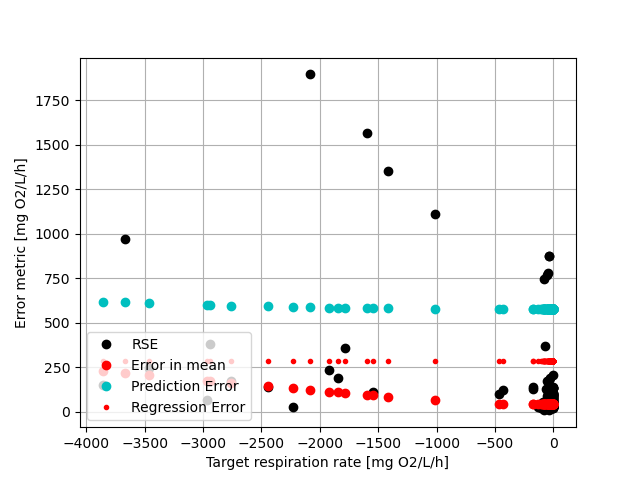 1750
1500
1250
1000
750
500
250
0
Error metric [mg O2/L/h]
RSE
Error in mean
Prediction Error
Regression Error
−4000 −3500 −3000 −2500 −2000 −1500 −1000 −500 0
Target respiration rate [mg O2/L/h]